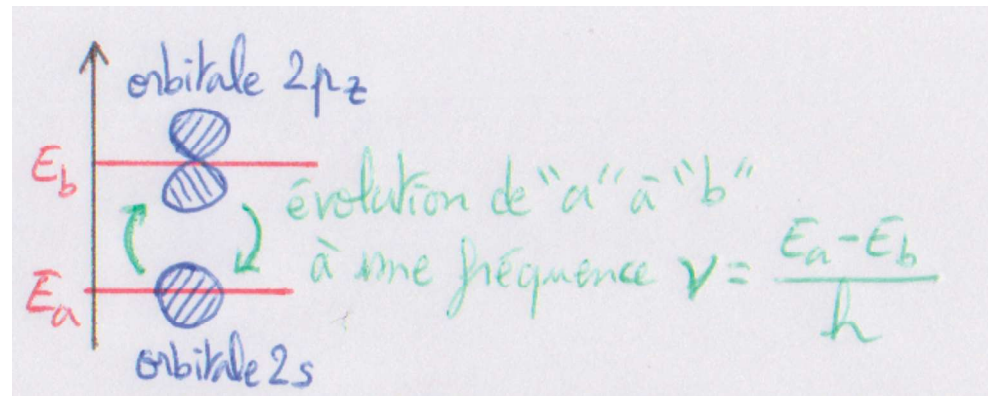 orbitale 2pz
Eb
évolution de "a" à "b"
à une fréquence ν = (Ea - Eb) / h
Ea
orbitale 2s